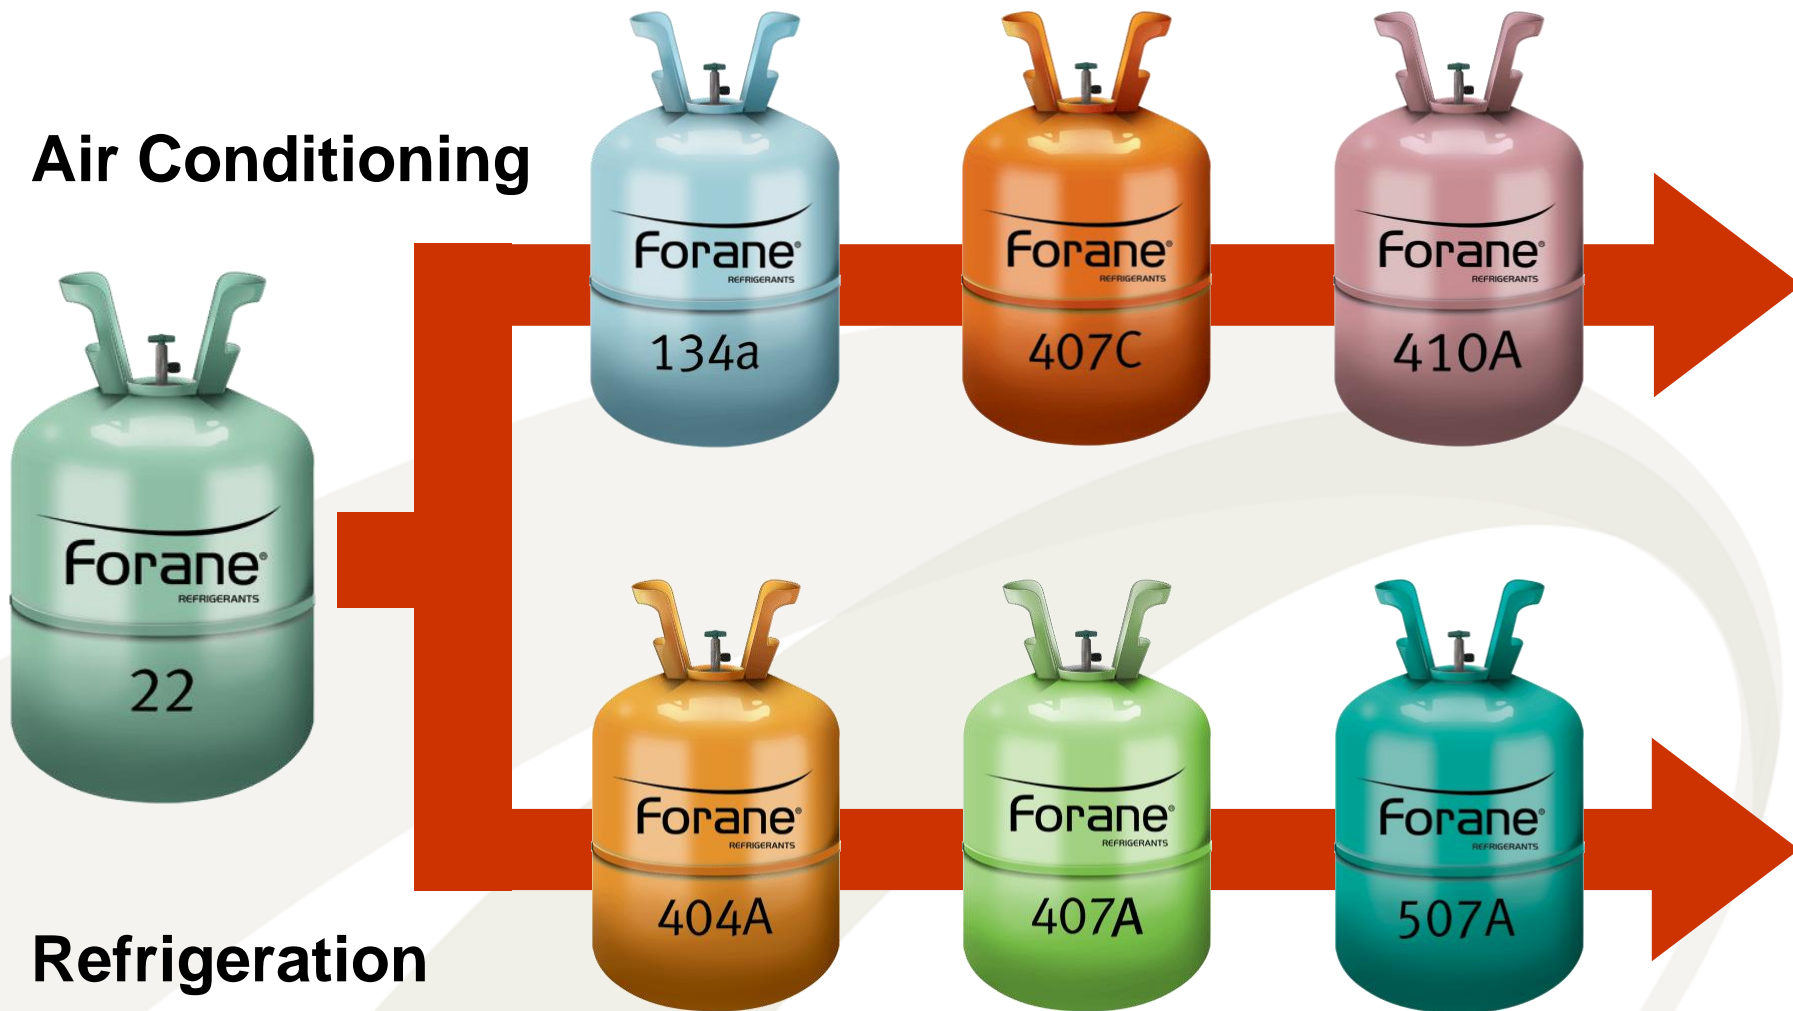 Air Conditioning
Forane®
REFRIGERANTS
134a
Forane®
REFRIGERANTS
407C
Forane®
REFRIGERANTS
410A
Forane®
REFRIGERANTS
22
Forane®
REFRIGERANTS
404A
Forane®
REFRIGERANTS
407A
Forane®
REFRIGERANTS
507A
Refrigeration